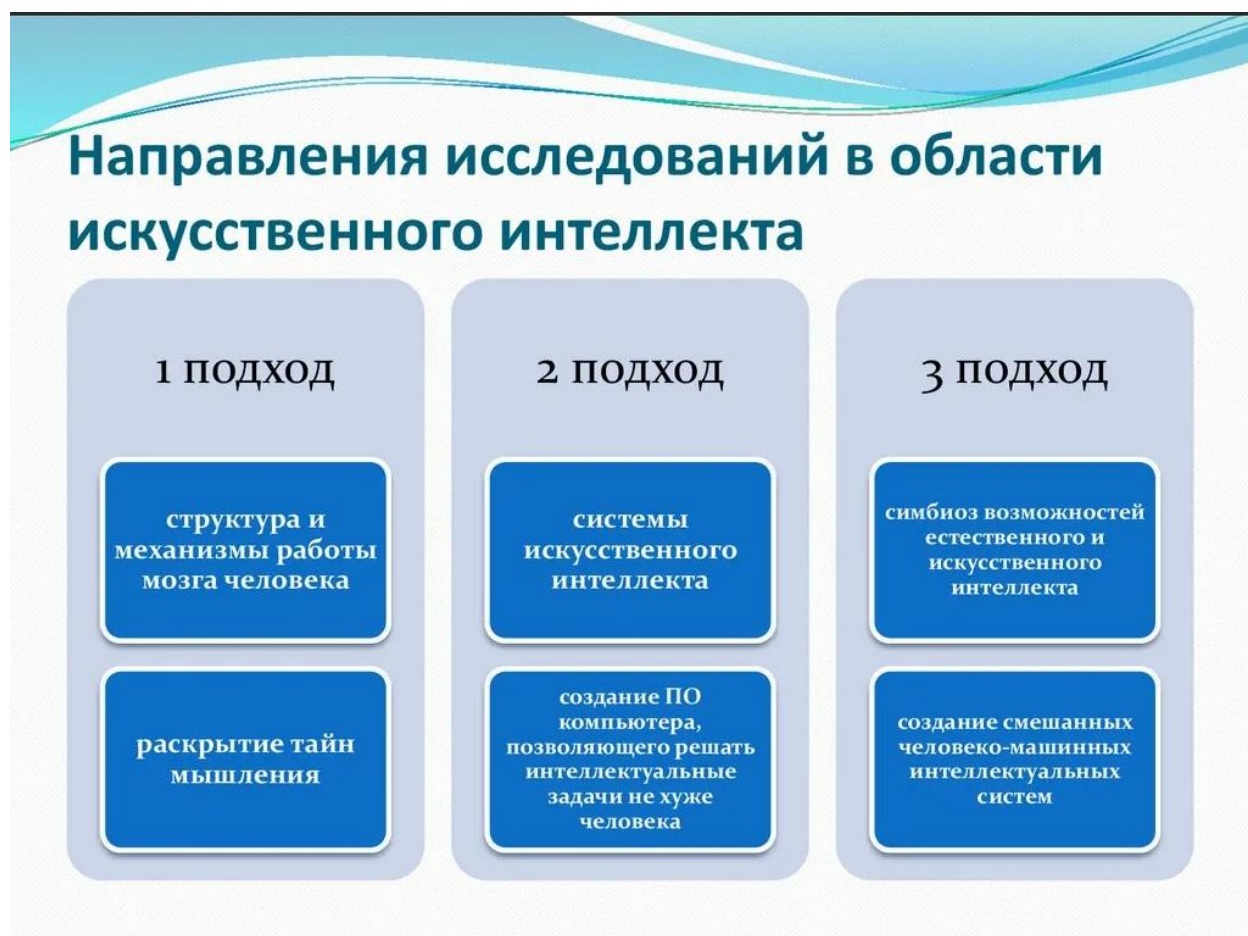 Направления исследований в области
искусственного интеллекта
1 подход
структура и
механизмы работы
мозга человека
раскрытие тайн
мышления
2 подход
системы
искусственного
интеллекта
создание ПО
компьютера,
позволяющего решать
интеллектуальные
задачи не хуже
человека
3 подход
симбиоз возможностей
естественного и
искусственного
интеллекта
создание смешанных
человеко-машинных
интеллектуальных
систем